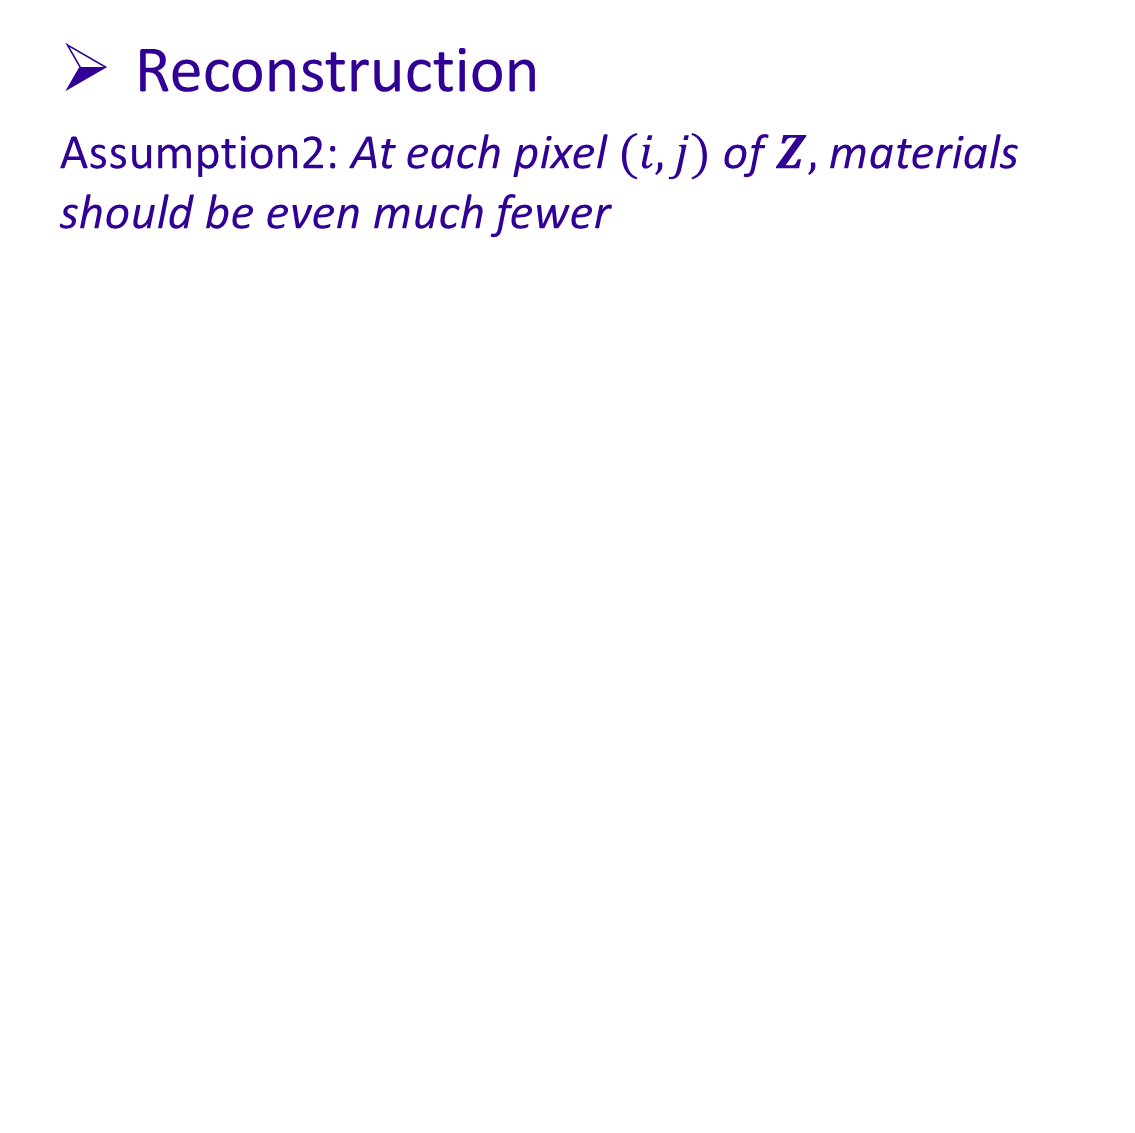 ➢ Reconstruction
Assumption2: At each pixel (i, j) of Z, materials
should be even much fewer